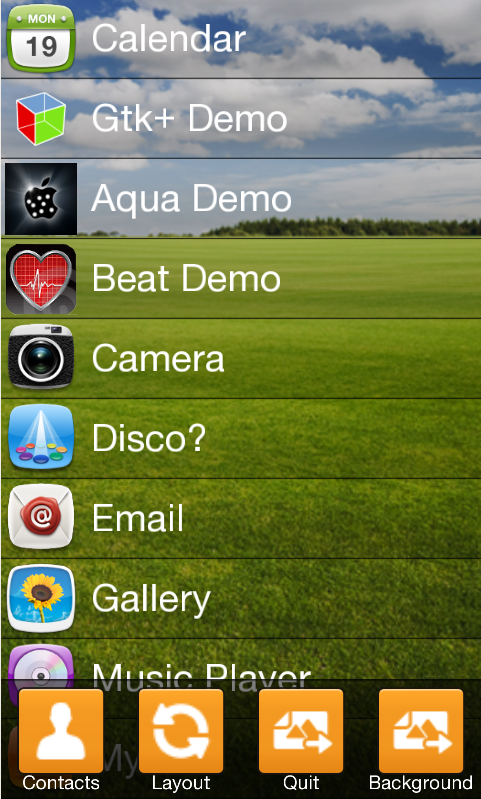 MON
19
Calendar
Gtk+ Demo
Aqua Demo
Beat Demo
Camera
Disco?
Email
@
Gallery
Music Player
My
Contacts
Layout
Quit
Background